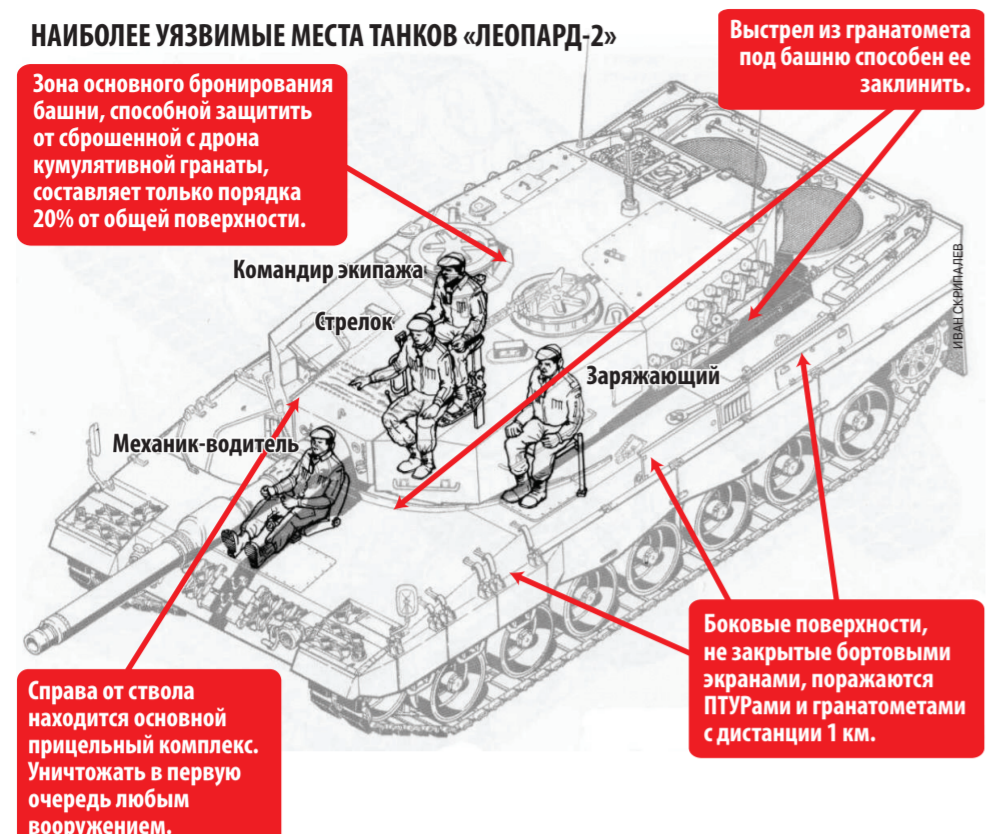 НАИБОЛЕЕ УЯЗВИМЫЕ МЕСТА ТАНКОВ «ЛЕОПАРД-2»
Выстрел из гранатомета
под башню способен ее
заклинить.
Зона основного бронирования
башни, способной защитить
от сброшенной с дрона
кумулятивной гранаты,
составляет только порядка
20% от общей поверхности.
Командир экипажа
Стрелок
Заряжающий
Механик-водитель
ИВАН СКРИПАЛЕВ
Боковые поверхности,
не закрытые бортовыми
экранами, поражаются
ПТУРами и гранатометами
с дистанции 1 км.
Справа от ствола
находится основной
прицельный комплекс.
Уничтожать в первую
очередь любым
вооружением.